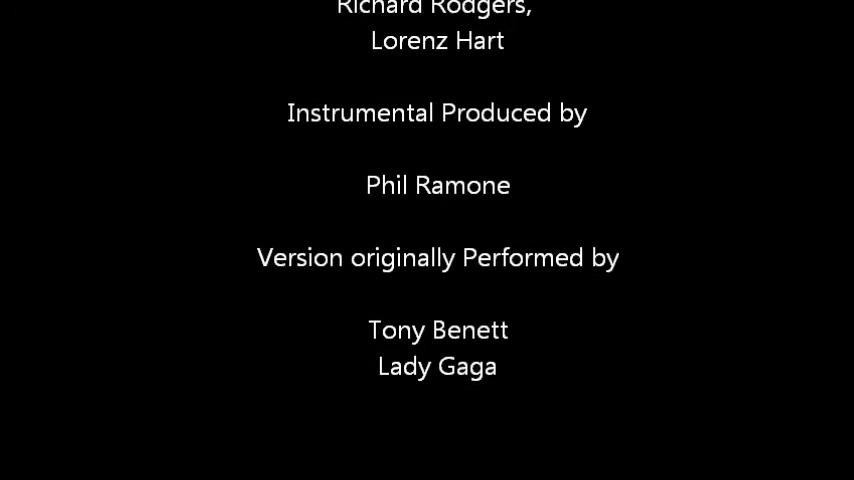 Richard Rodgers,
Lorenz Hart
Instrumental Produced by
Phil Ramone
Version originally Performed by
Tony Benett
Lady Gaga